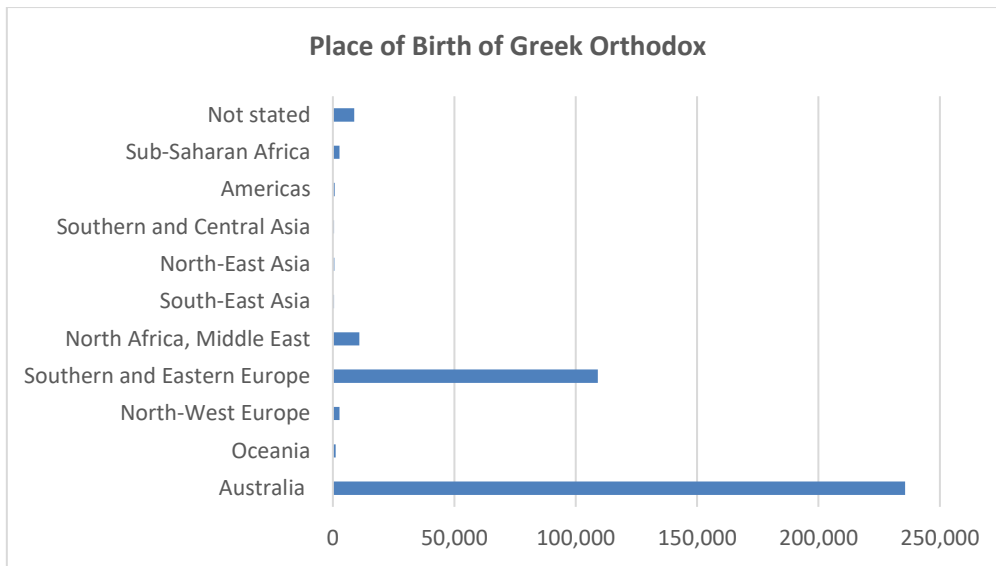 Place of Birth of Greek Orthodox
Not stated
Sub-Saharan Africa
Americas
Southern and Central Asia
North-East Asia
South-East Asia
North Africa, Middle East
Southern and Eastern Europe
North-West Europe
Oceania
Australia
0 50,000 100,000 150,000 200,000 250,000